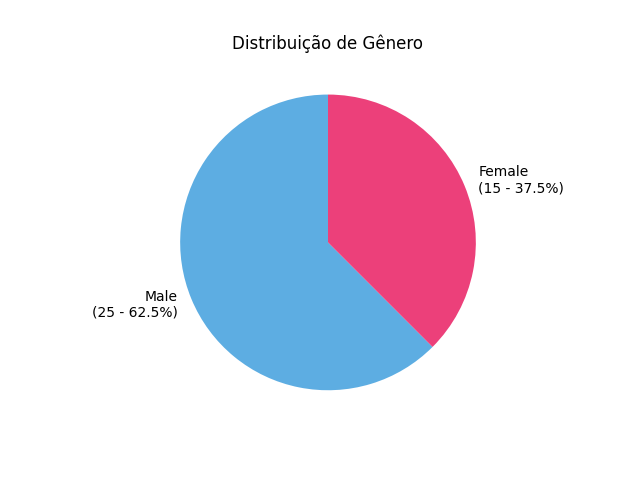 Distribuição de Gênero
Female
(15 - 37.5%)
Male
(25 - 62.5%)